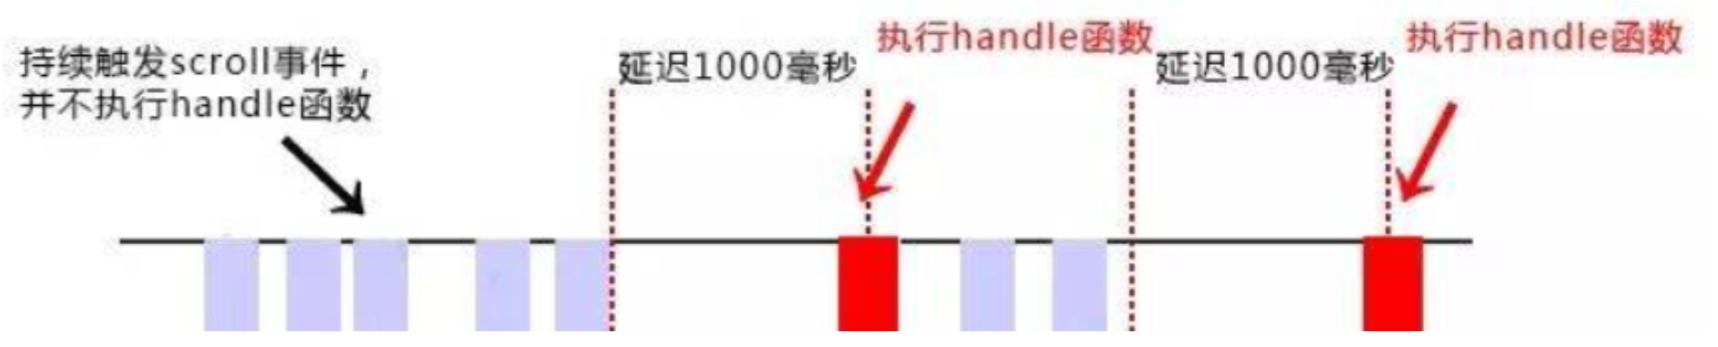 持续触发scroll事件，
并不执行handle函数
延迟1000毫秒
执行handle函数
延迟1000毫秒
执行handle函数